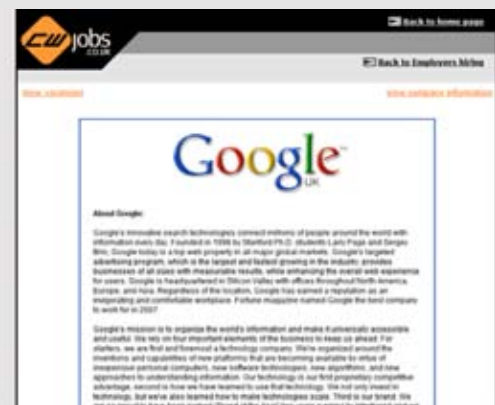 Back to home page
CW jobs
.CO.UK
Back to Employers hiring
view vacancies
view company information
Google™
UK
About Google:
Google's innovative search technologies connect millions of people around the world with
information every day. Founded in 1998 by Stanford Ph.D. students Larry Page and Sergey
Brin, Google today is a top web property in all major global markets. Google's targeted
advertising program, which is the largest and fastest growing in the industry, provides
businesses of all sizes with measurable results, while enhancing the overall web experience
for users. Google is headquartered in Silicon Valley with offices throughout North America,
Europe, and Asia. Regardless of the location, Google has earned a reputation as an
invigorating and comfortable workplace. Fortune magazine named Google the best company
to work for in 2007.
Google's mission is to organize the world's information and make it universally accessible
and useful. We rely on four important elements of the business to keep us ahead. For
starters, we are first and foremost a technology company. We're organized around the
inventions and capabilities of new platforms that are becoming available by virtue of
inexpensive personal computers, new software technologies, new algorithms, and new
approaches to understanding information. Our technology is our first proprietary competitive
advantage, second is how we have learned to use that technology. We not only invest in
technology, but we've also learned how to make technologies scale. Third is our brand. We